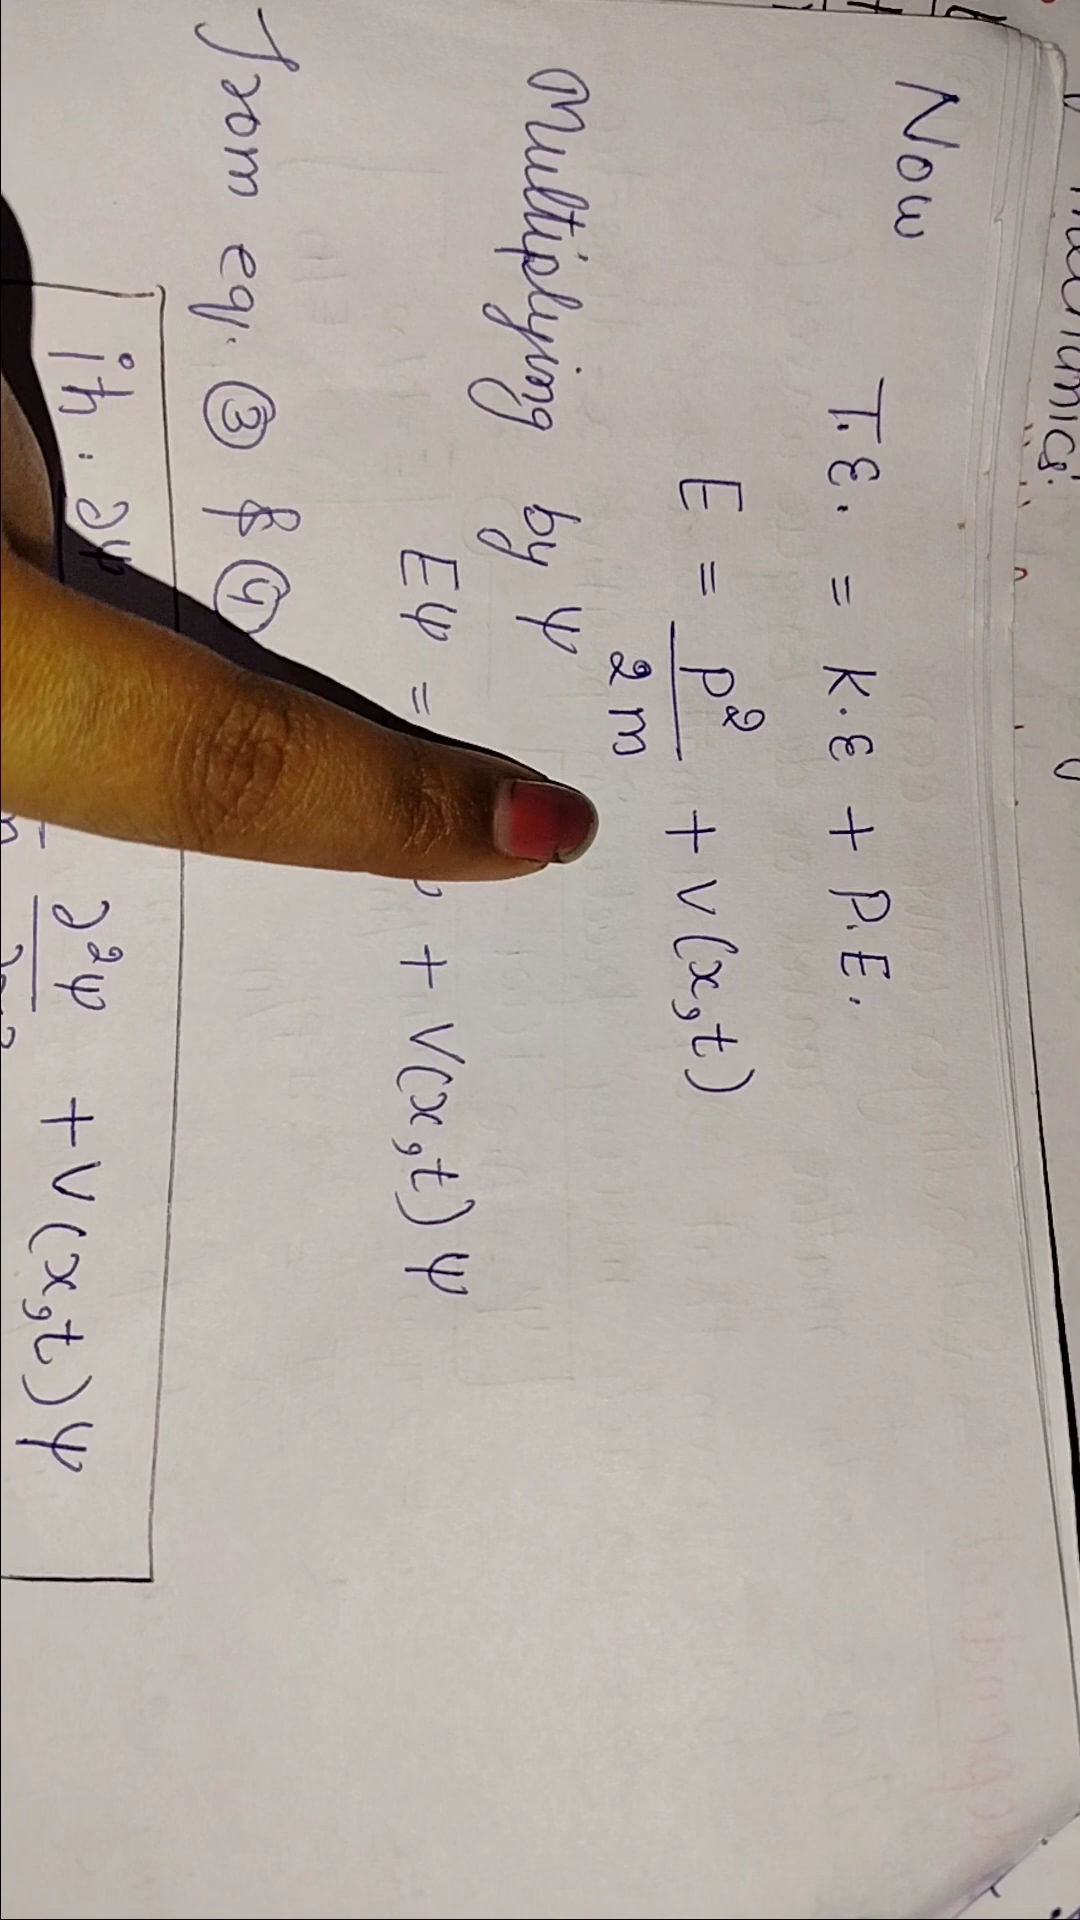 mechanics.
Now
T.E. = K.E + P.E.
E = p²/2m + V(x,t)
Multiplying by ψ
Eψ = + V(x,t)ψ
from eq. ③ & ④
iħ . ∂ψ ∂²ψ + V(x,t)ψ